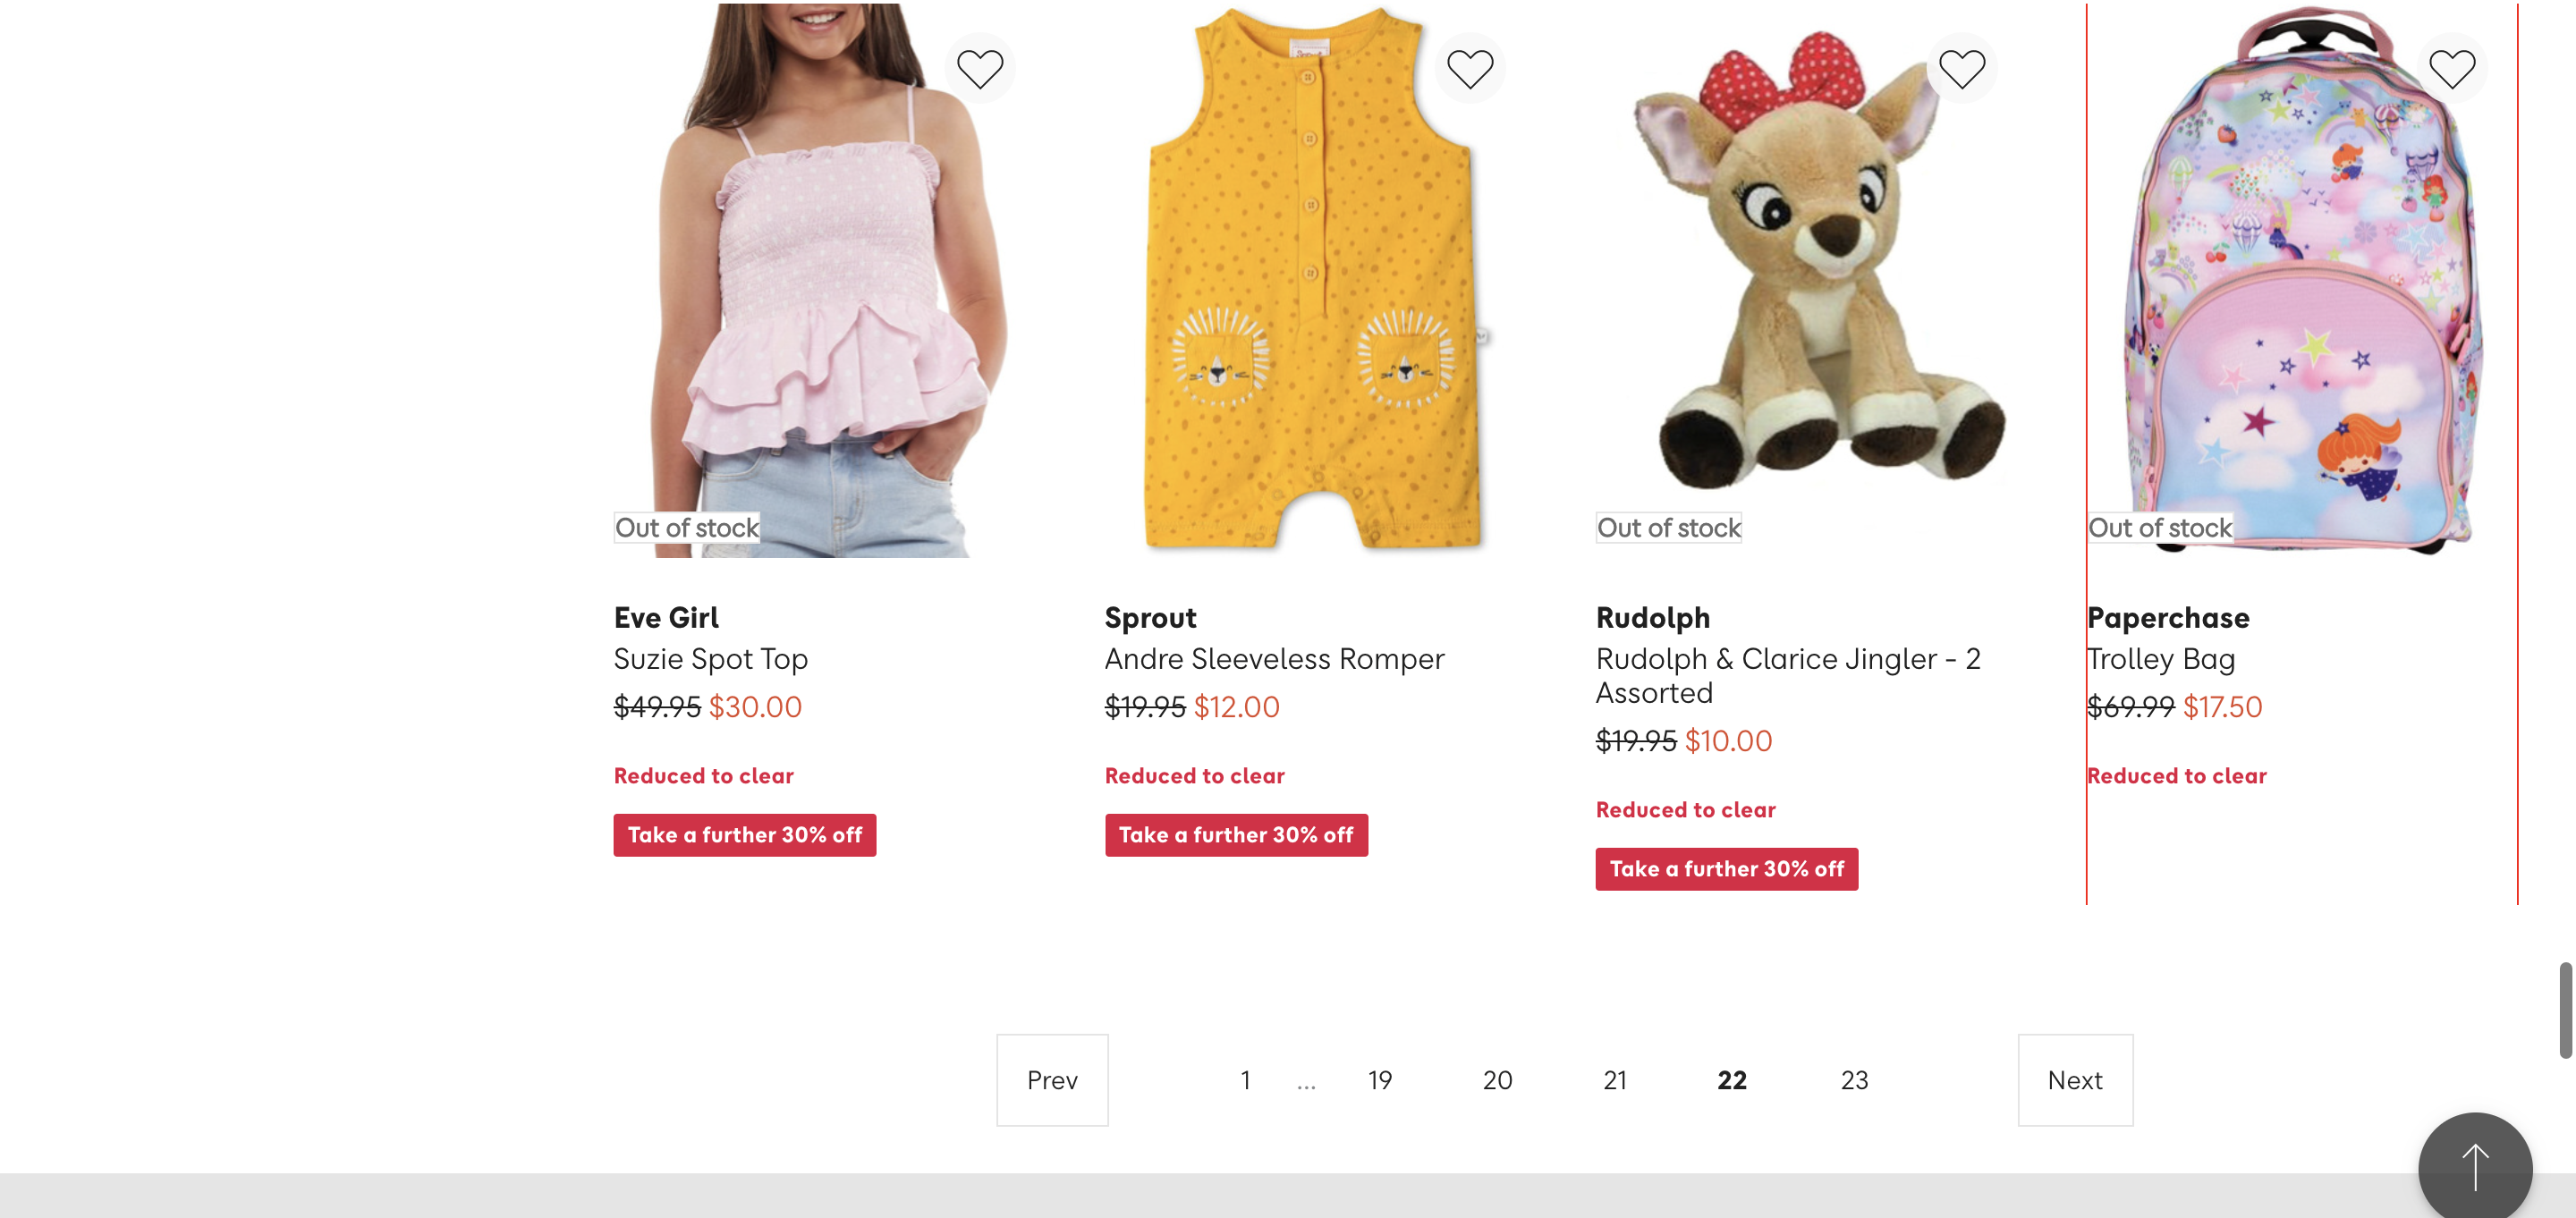 Out of stock
Eve Girl
Suzie Spot Top
$49.95 $30.00
Reduced to clear
Take a further 30% off
Sprout
Andre Sleeveless Romper
$19.95 $12.00
Reduced to clear
Take a further 30% off
Out of stock
Rudolph
Rudolph & Clarice Jingler - 2
Assorted
$19.95 $10.00
Reduced to clear
Take a further 30% off
Out of stock
Paperchase
Trolley Bag
$69.99 $17.50
Reduced to clear
Prev 1 ... 19 20 21 22 23 Next